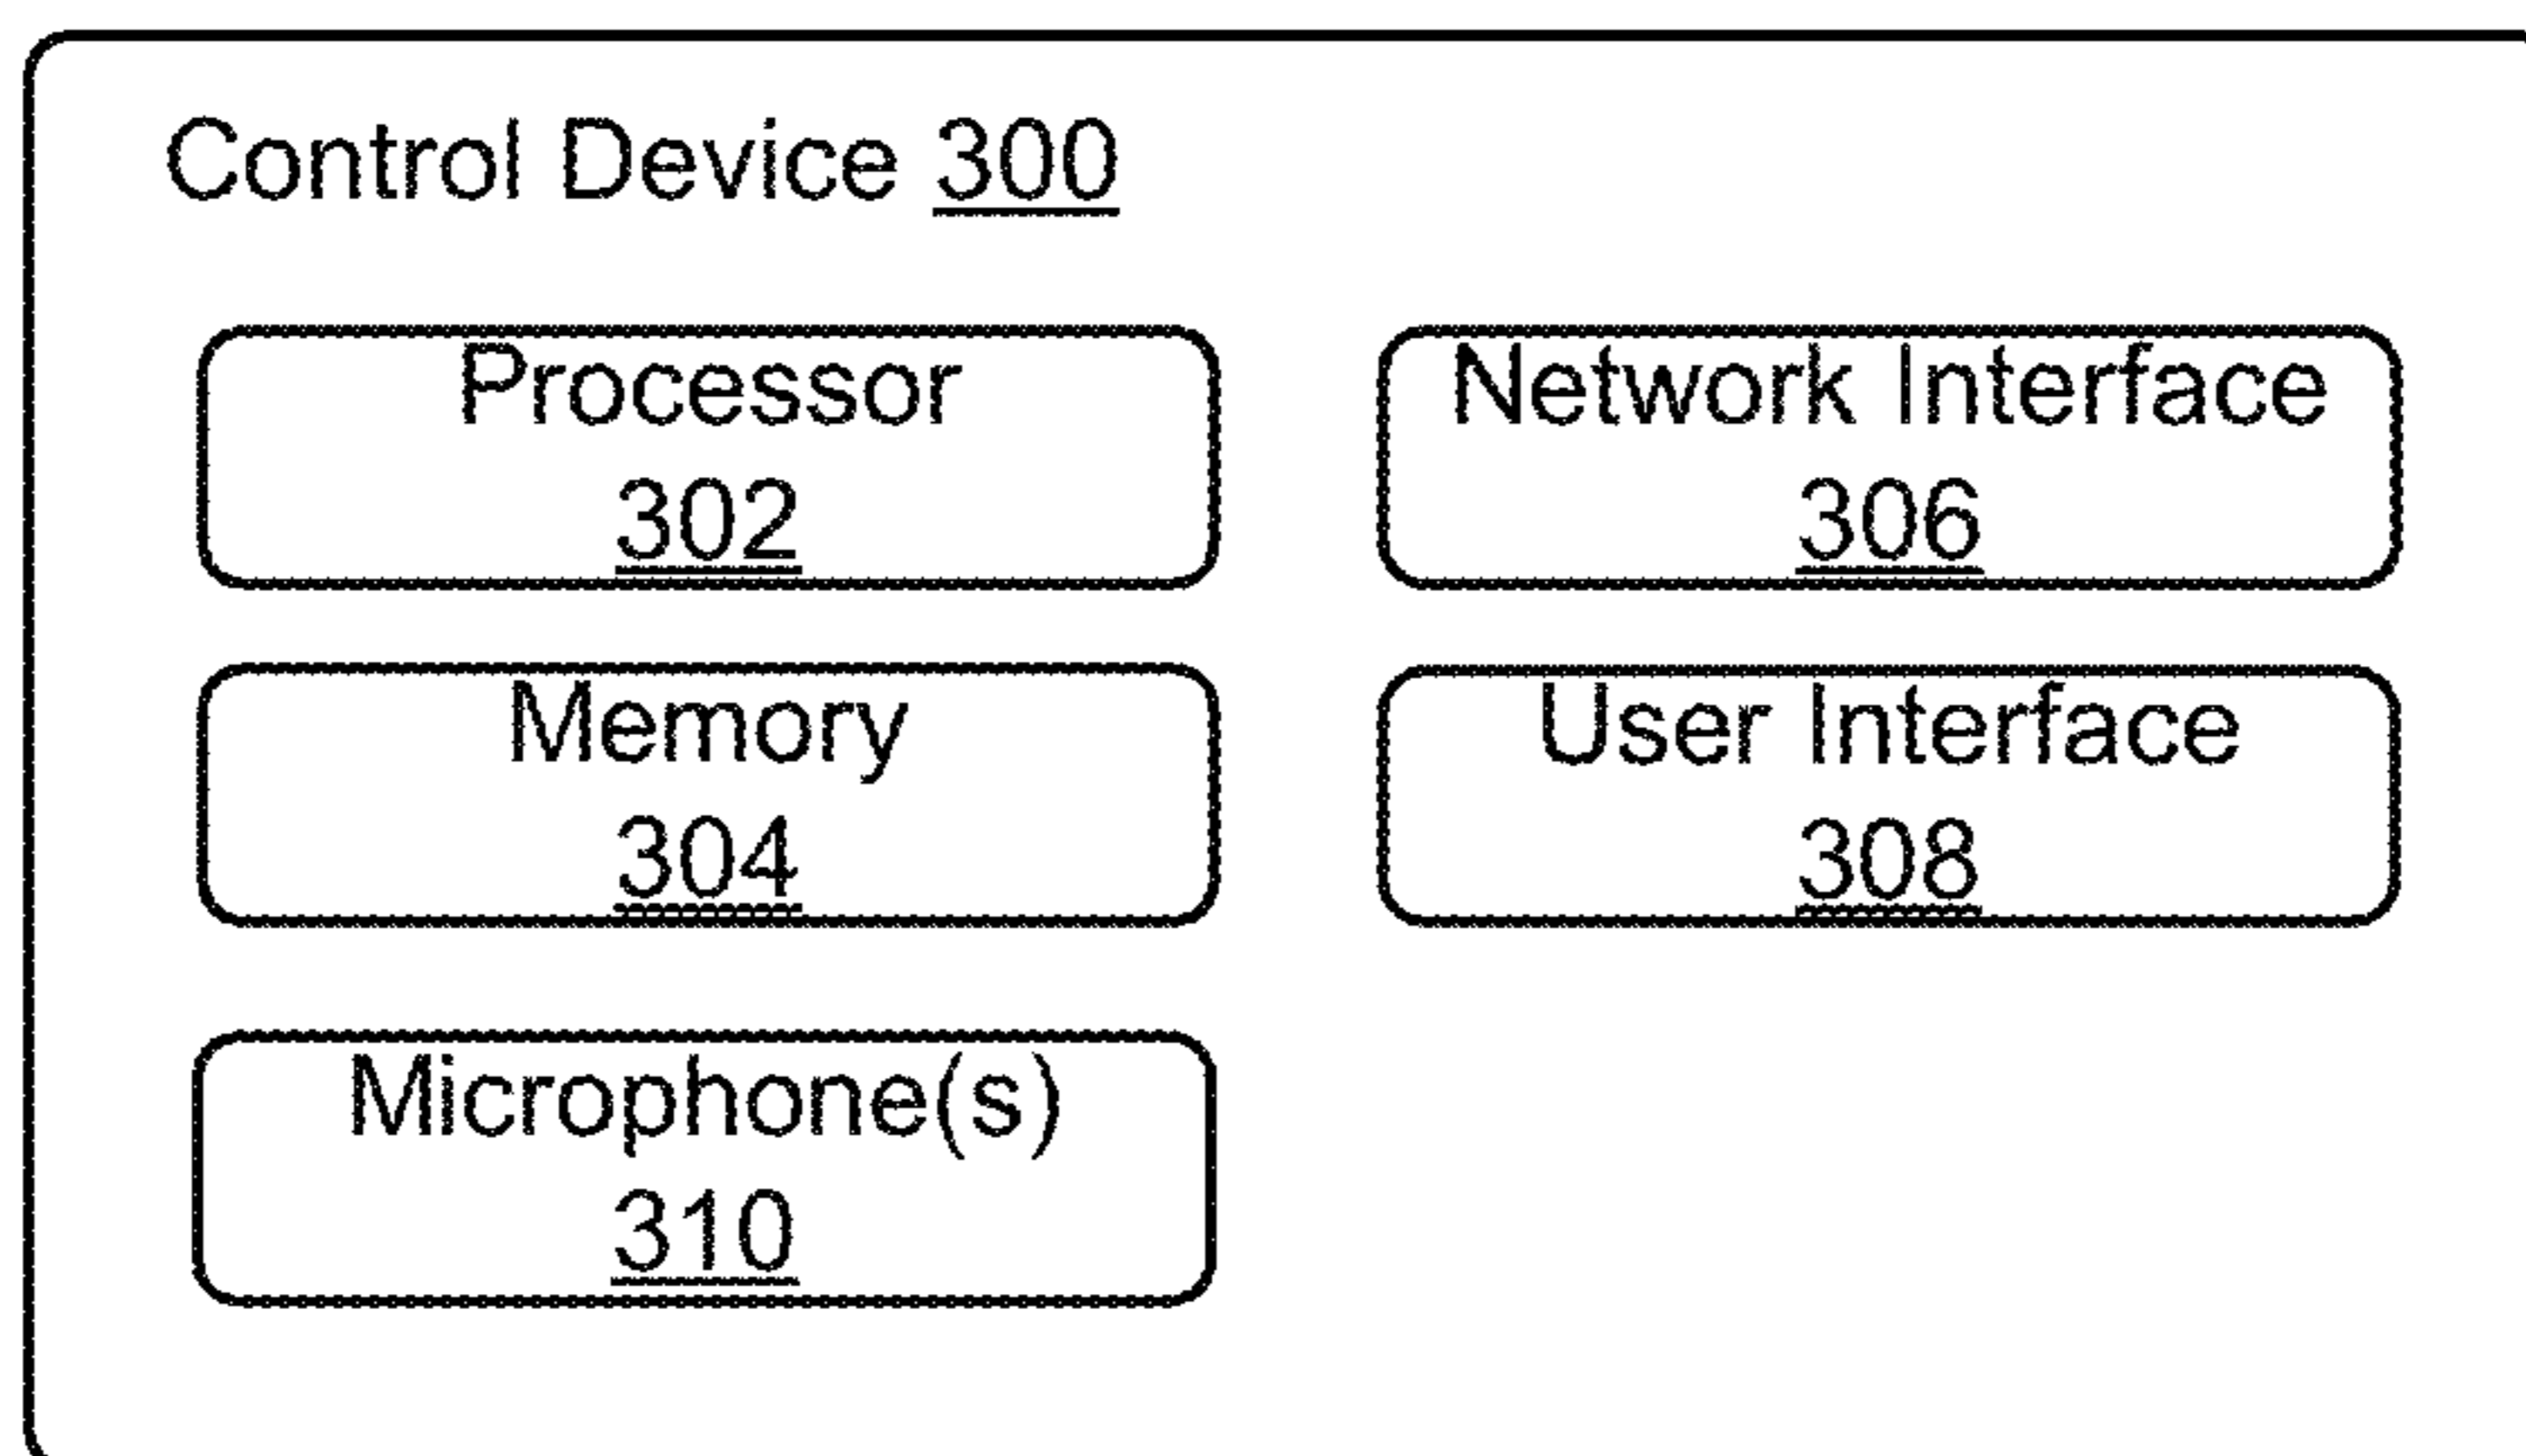 Control Device 300
Processor
302
Network Interface
306
Memory
304
User Interface
308
Microphone(s)
310